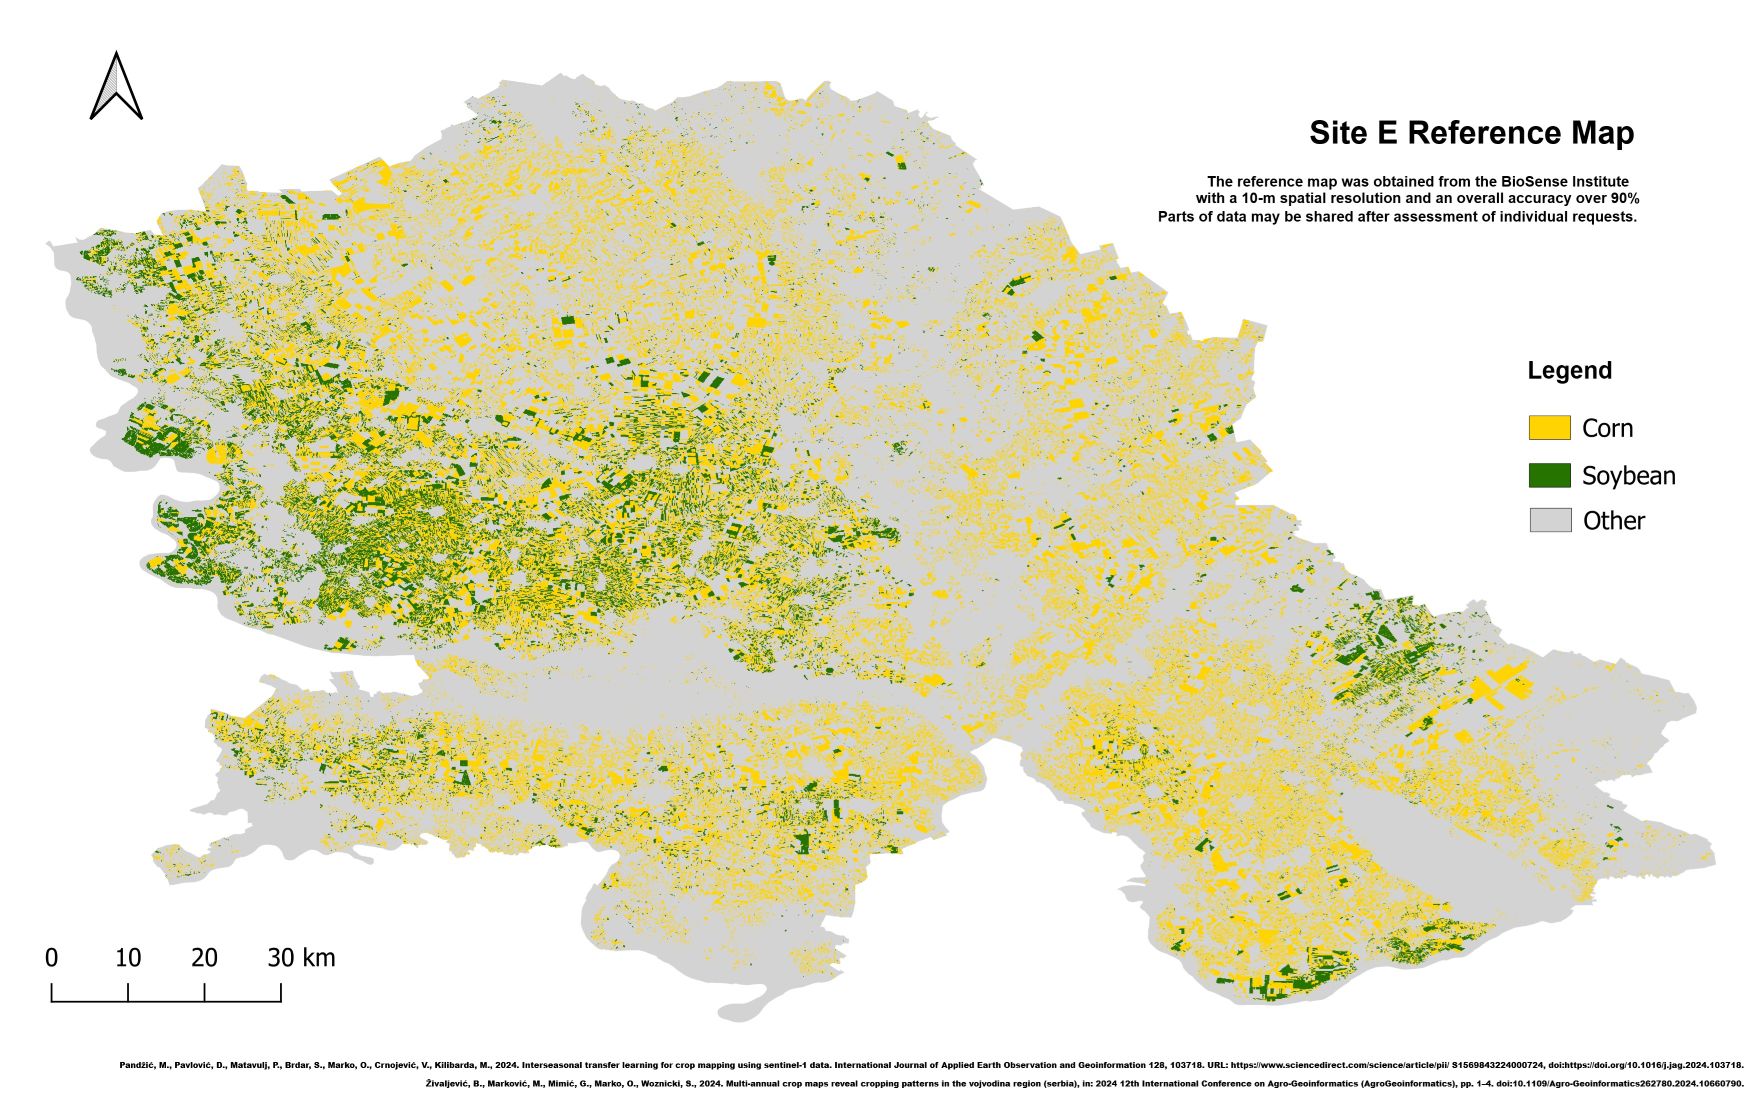 Site E Reference Map
The reference map was obtained from the BioSense Institute
with a 10-m spatial resolution and an overall accuracy over 90%
Parts of data may be shared after assessment of individual requests.
Legend
Corn
Soybean
Other
0 10 20 30 km
Pandžić, M., Pavlović, D., Matavulj, P., Brdar, S., Marko, O., Crnojević, V., Kilibarda, M., 2024. Interseasonal transfer learning for crop mapping using sentinel-1 data. International Journal of Applied Earth Observation and Geoinformation 128, 103718. URL: https://www.sciencedirect.com/science/article/pii/ S1569843224000724, doi:https://doi.org/10.1016/j.jag.2024.103718.
Živaljević, B., Marković, M., Mimić, G., Marko, O., Woznicki, S., 2024. Multi-annual crop maps reveal cropping patterns in the vojvodina region (serbia), in: 2024 12th International Conference on Agro-Geoinformatics (AgroGeoinformatics), pp. 1–4. doi:10.1109/Agro-Geoinformatics262780.2024.10660790.